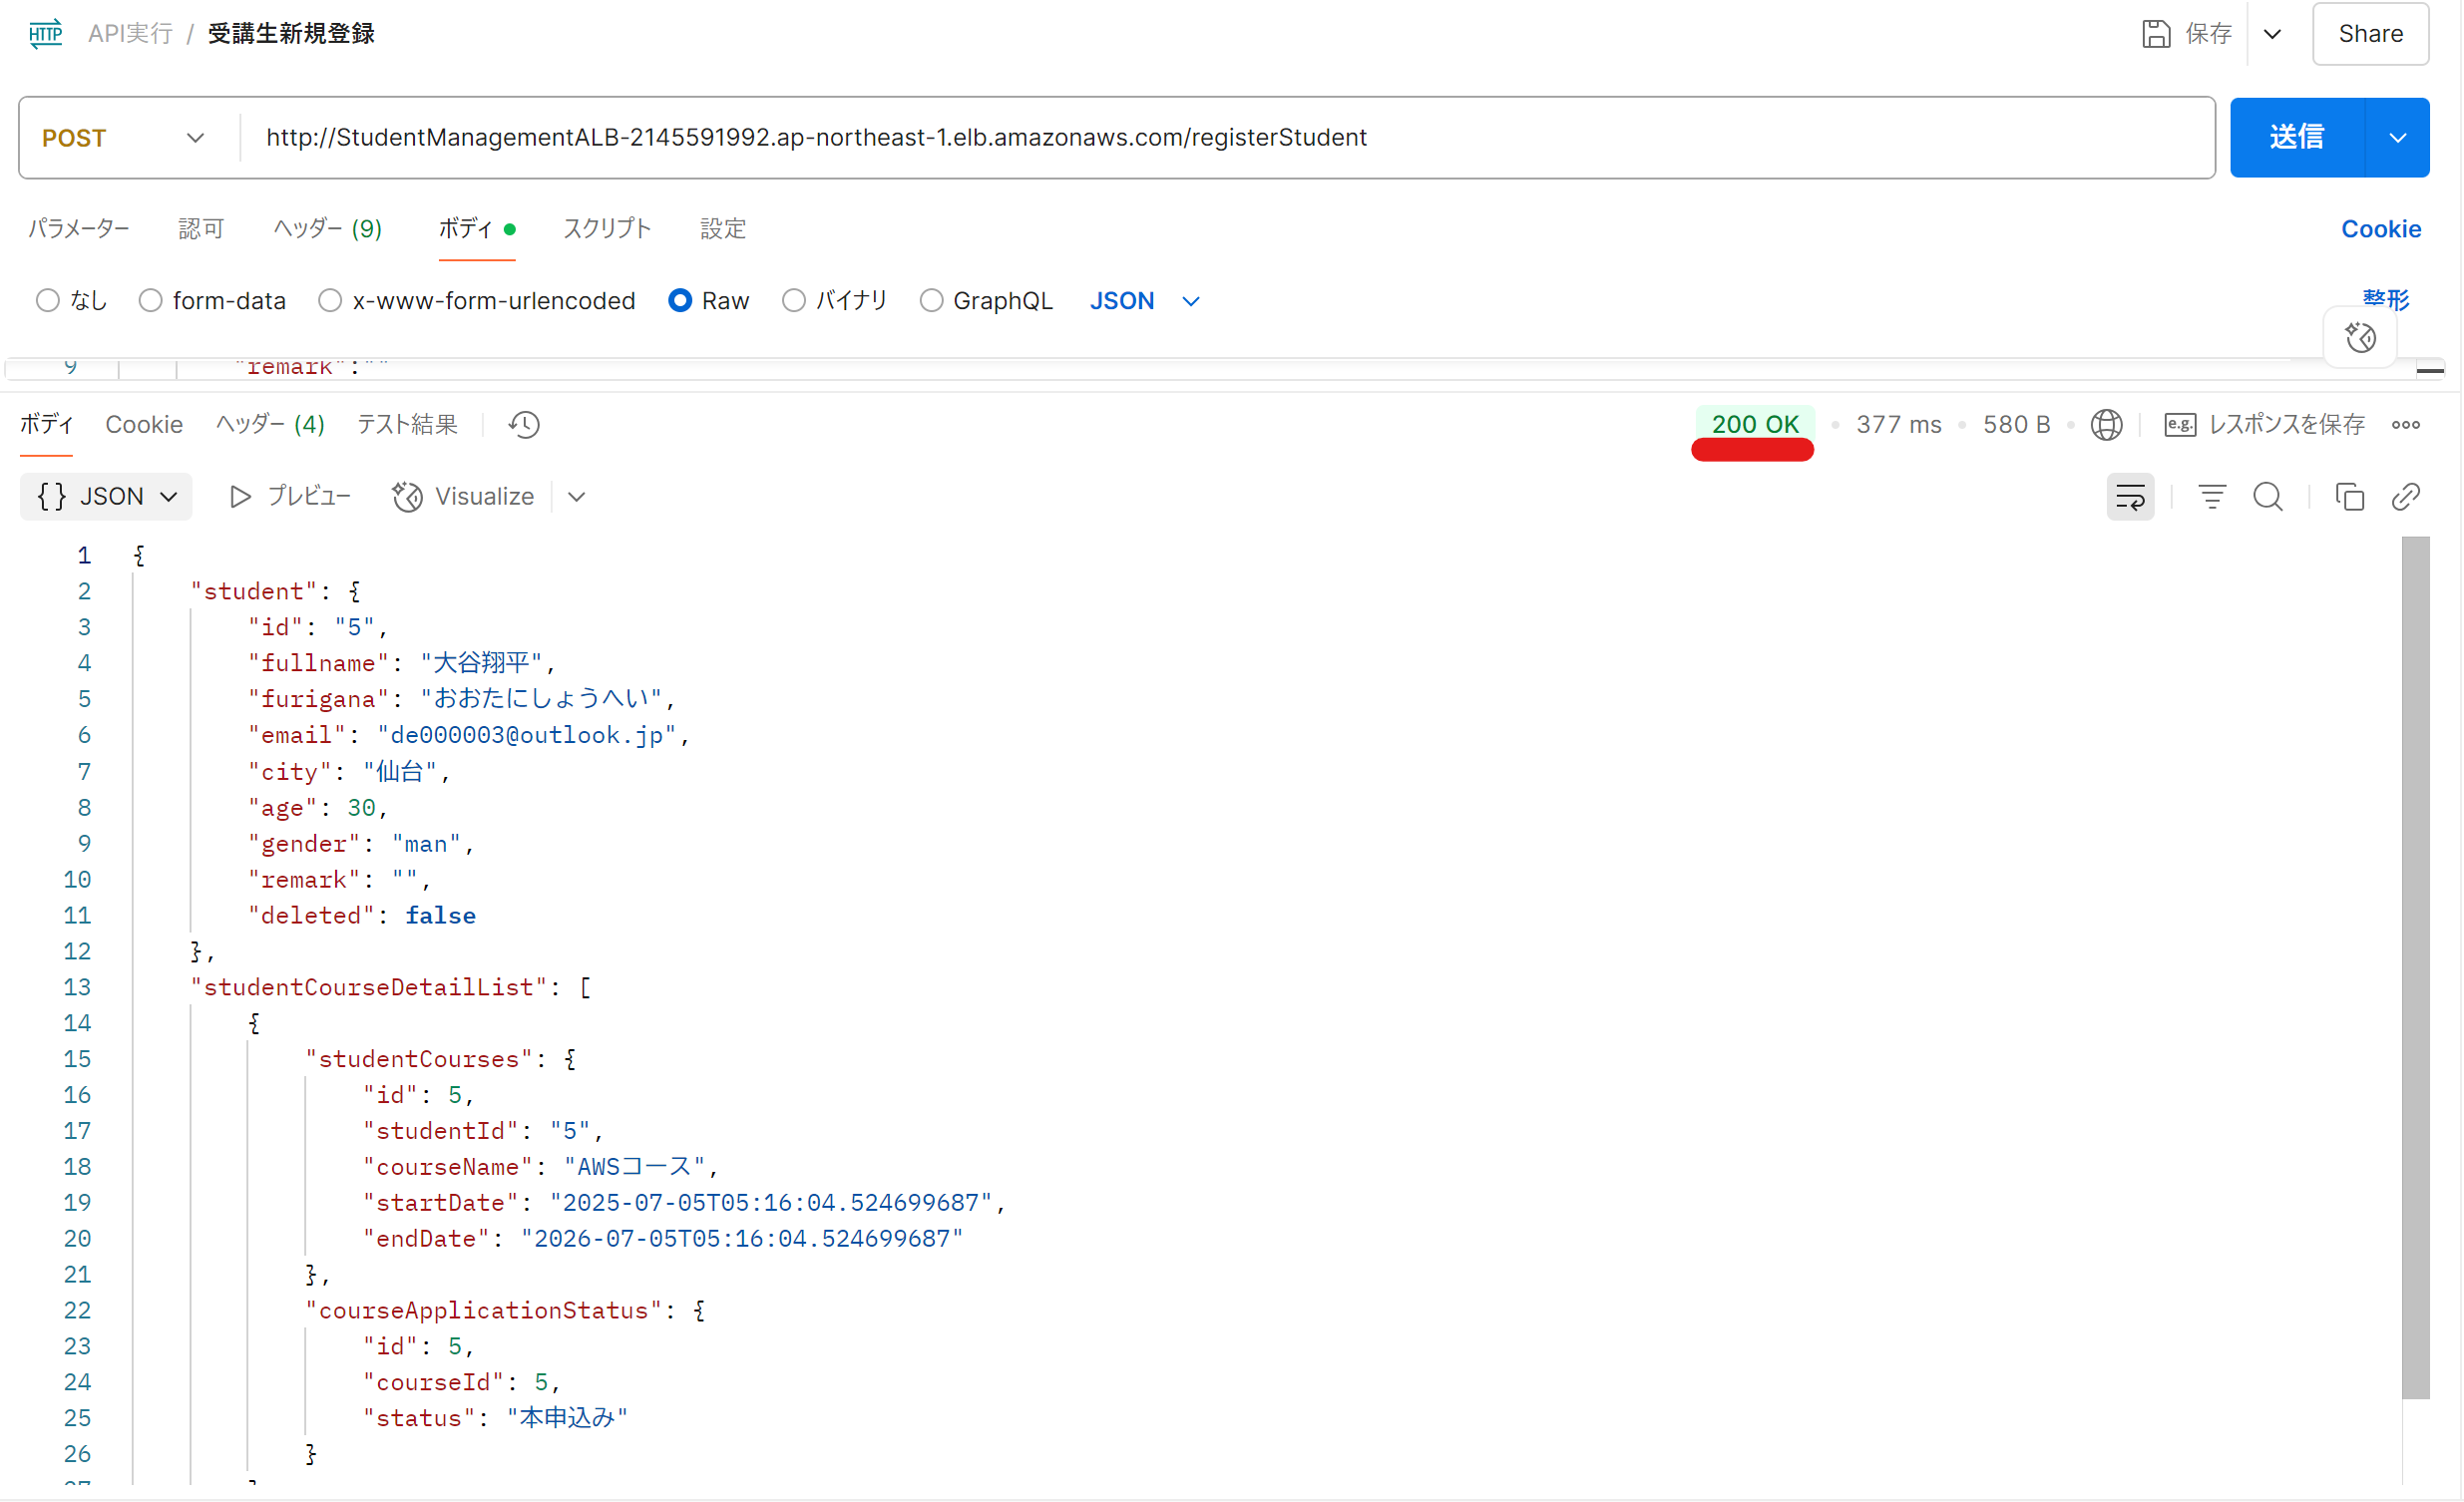 HTTP API実行 / 受講生新規登録 保存 Share
POST http://StudentManagementALB-2145591992.ap-northeast-1.elb.amazonaws.com/registerStudent 送信
パラメーター 認可 ヘッダー (9) ボディ スクリプト 設定 Cookie
なし form-data x-www-form-urlencoded Raw バイナリ GraphQL JSON 整形
9 "remark":""
ボディ Cookie ヘッダー (4) テスト結果 200 OK 377 ms 580 B e.g. レスポンスを保存
{} JSON プレビュー Visualize
1 {
2 "student": {
3 "id": "5",
4 "fullname": "大谷翔平",
5 "furigana": "おおたにしょうへい",
6 "email": "de000003@outlook.jp",
7 "city": "仙台",
8 "age": 30,
9 "gender": "man",
10 "remark": "",
11 "deleted": false
12 },
13 "studentCourseDetailList": [
14 {
15 "studentCourses": {
16 "id": 5,
17 "studentId": "5",
18 "courseName": "AWSコース",
19 "startDate": "2025-07-05T05:16:04.524699687",
20 "endDate": "2026-07-05T05:16:04.524699687"
21 },
22 "courseApplicationStatus": {
23 "id": 5,
24 "courseId": 5,
25 "status": "本申込み"
26 }